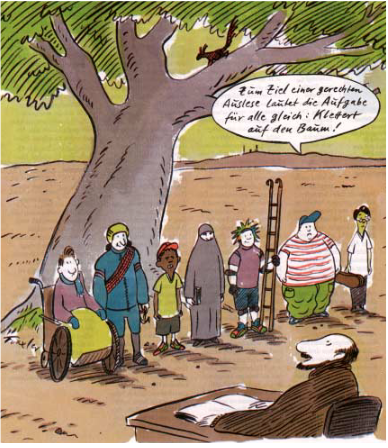 Zum Ziel einer gerechten
Auslese lautet die Aufgabe
für alle gleich: Klettert
auf den Baum!